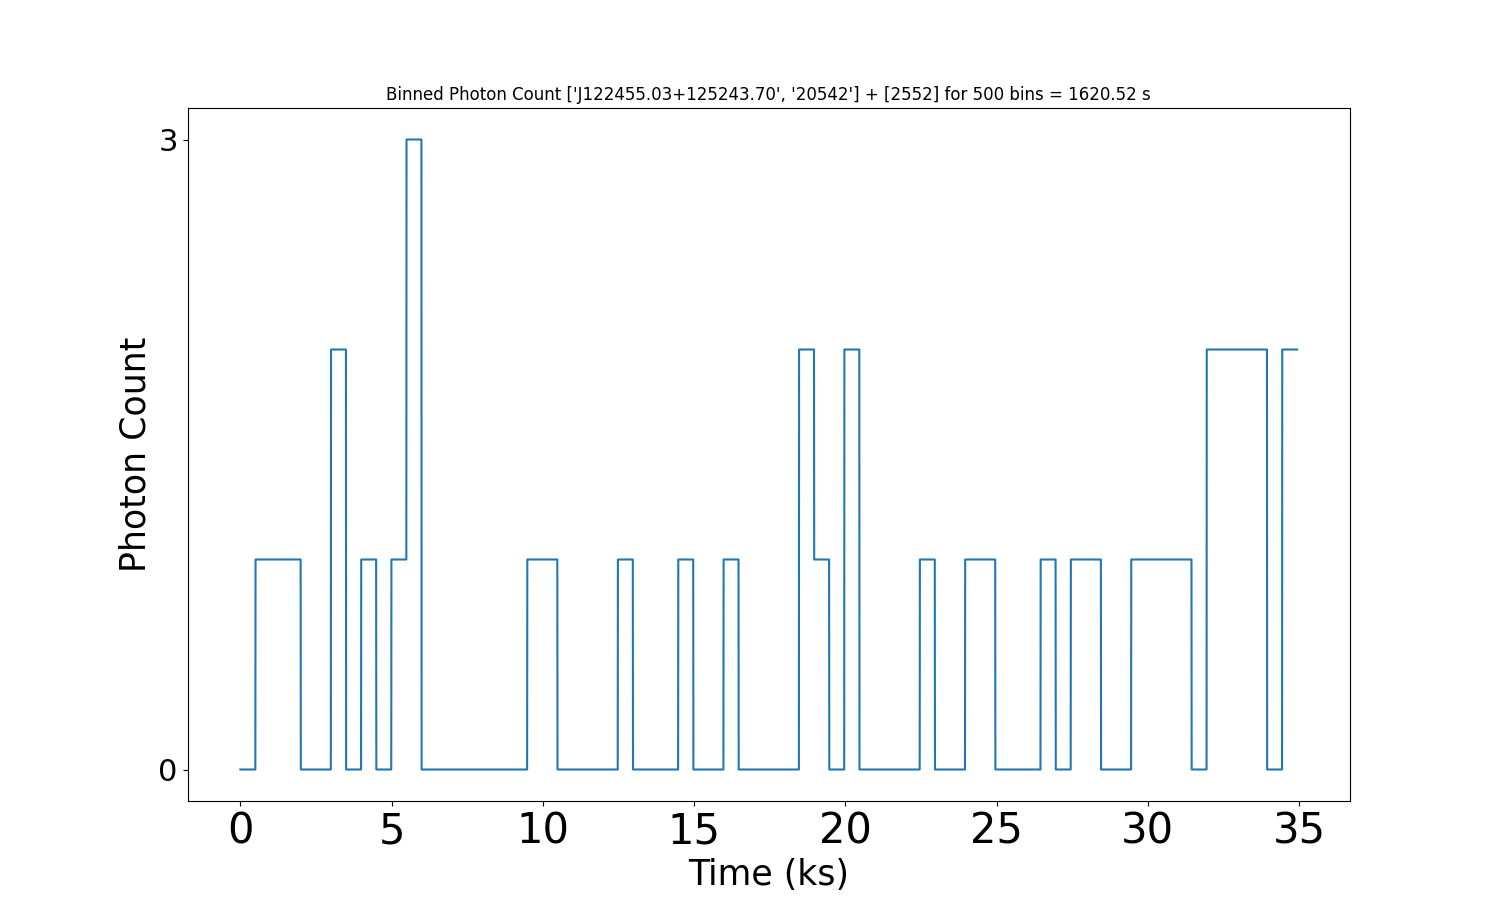 Binned Photon Count ['J122455.03+125243.70', '20542'] + [2552] for 500 bins = 1620.52 s
3
Photon Count
0
0 5 10 15 20 25 30 35
Time (ks)